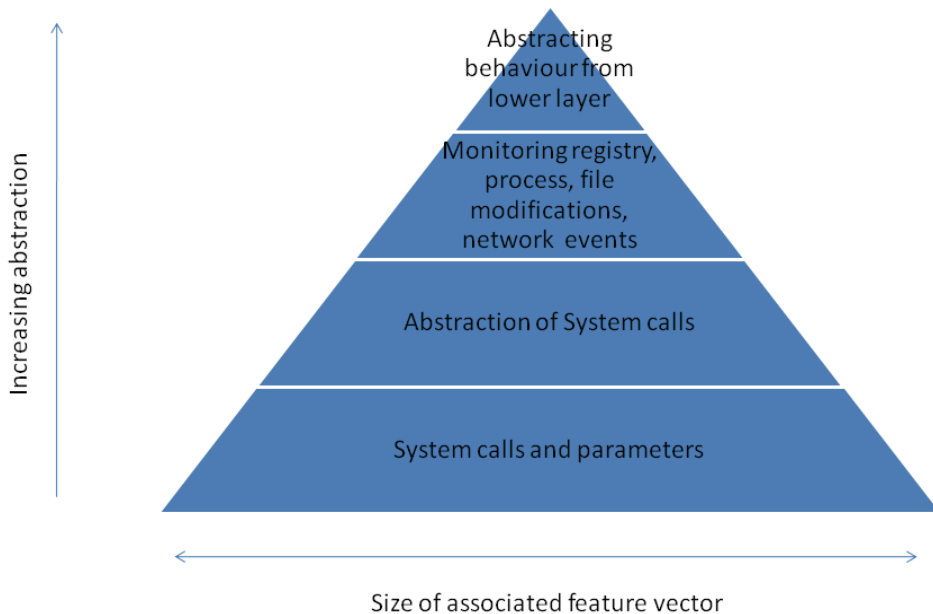 Abstracting
behaviour from
lower layer
Monitoring registry,
process, file
modifications,
network events
Abstraction of System calls
System calls and parameters
Increasing abstraction
Size of associated feature vector